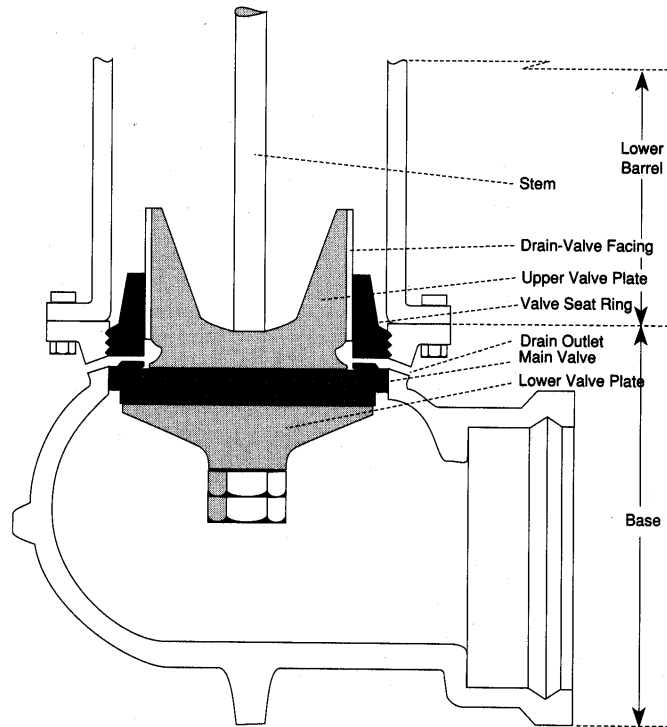 Lower
Barrel
Stem
Drain-Valve Facing
Upper Valve Plate
Valve Seat Ring
Drain Outlet
Main Valve
Lower Valve Plate
Base